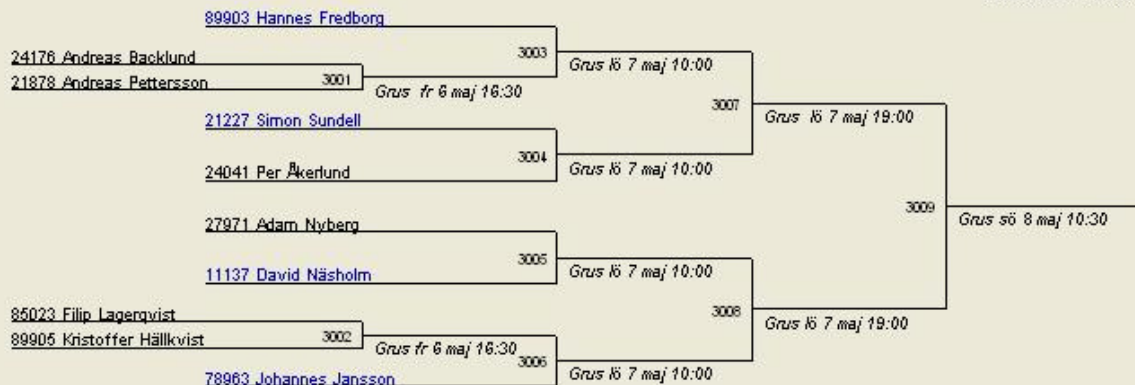 89903 Hannes Fredborg
3003
Grus lö 7 maj 10:00
24176 Andreas Backlund
21878 Andreas Pettersson
3001
Grus fr 6 maj 16:30
3007
Grus lö 7 maj 19:00
21227 Simon Sundell
3004
Grus lö 7 maj 10:00
24041 Per Åkerlund
3009
Grus sö 8 maj 10:30
27971 Adam Nyberg
3005
Grus lö 7 maj 10:00
11137 David Näsholm
85023 Filip Lagerqvist
3008
Grus lö 7 maj 19:00
89905 Kristoffer Hällkvist
3002
Grus fr 6 maj 16:30
3006
Grus lö 7 maj 10:00
78963 Johannes Jansson